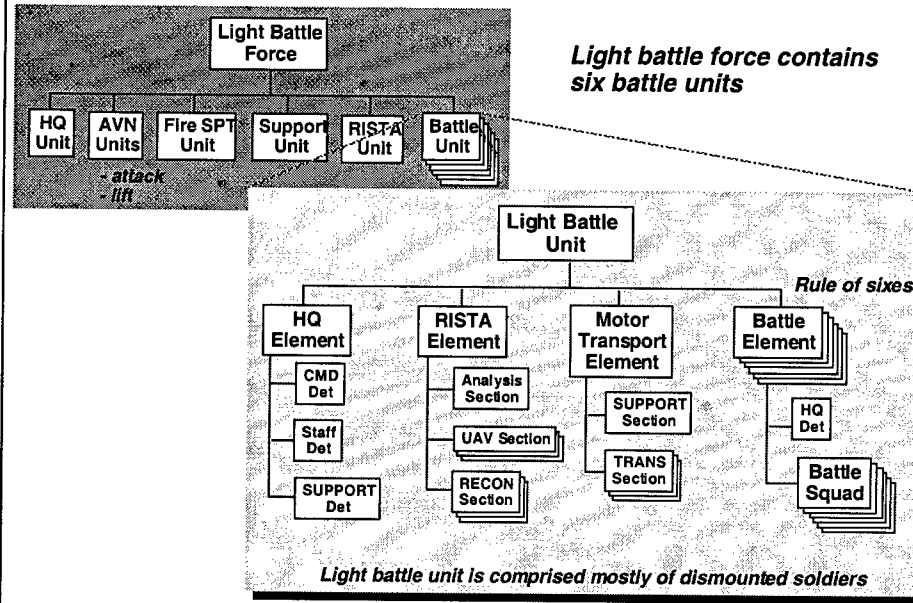 Light Battle
Force
Light battle force contains
six battle units
HQ
Unit
AVN
Units
Fire SPT
Unit
Support
Unit
RISTA
Unit
Battle
Unit
- attack
- lift
Light Battle
Unit
Rule of sixes
HQ
Element
RISTA
Element
Motor
Transport
Element
Battle
Element
CMD
Det
Staff
Det
SUPPORT
Det
Analysis
Section
UAV Section
RECON
Section
SUPPORT
Section
TRANS
Section
HQ
Det
Battle
Squad
Light battle unit is comprised mostly of dismounted soldiers